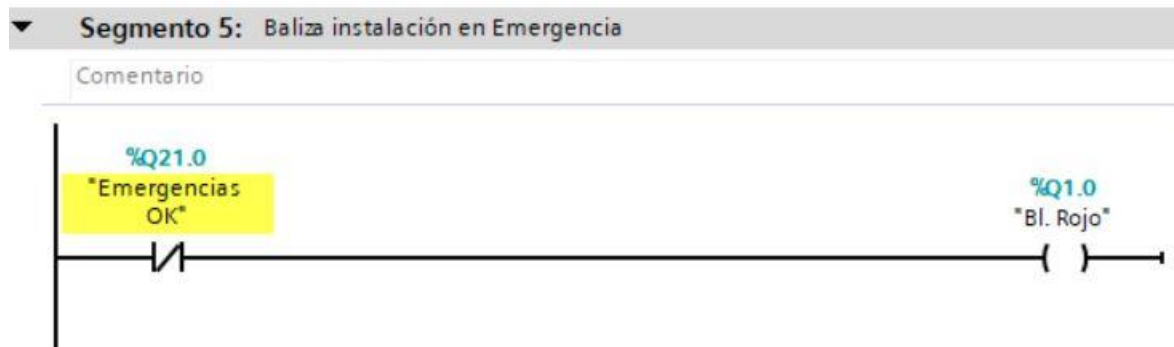 Segmento 5: Baliza instalación en Emergencia
Comentario
%Q21.0
"Emergencias
OK"
%Q1.0
"Bl. Rojo"